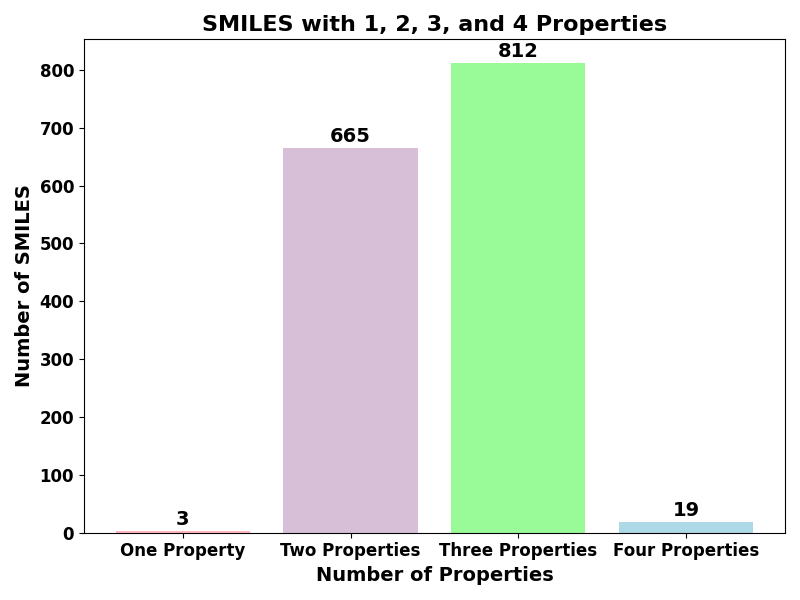 SMILES with 1, 2, 3, and 4 Properties
812
800
700
665
600
500
400
300
200
100
19
3
0
Number of SMILES
One Property
Two Properties
Three Properties
Four Properties
Number of Properties